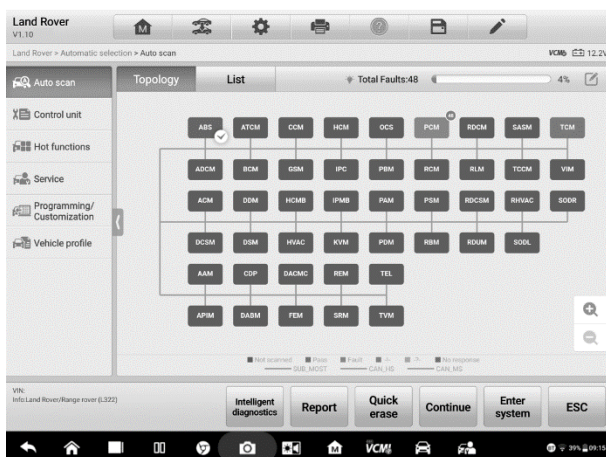 Land Rover
V1.10
Land Rover > Automatic selection > Auto scan
VCMI 12.2V
Auto scan
Topology
List
Total Faults:48
4%
Control unit
Hot functions
Service
Programming/
Customization
Vehicle profile
48
ABS ATCM CCM HCM OCS PCM RDCM SASM TCM
ADCM BCM GSM IPC PBM RCM RLM TCCM VIM
ACM DDM HCMB IPMB PAM PSM RDCSM RHVAC SODR
DCSM DSM HVAC KVM PDM RBM RDUM SODL
AAM CDP DACMC REM TEL
APIM DABM FEM SRM TVM
Not scanned Pass Fault -/- -?- No response
SUB_MOST CAN_HS CAN_MS
VIN:
Info:Land Rover/Range rover (L322)
Intelligent
diagnostics
Report
Quick
erase
Continue
Enter
system
ESC
VCMI
39% 09:15